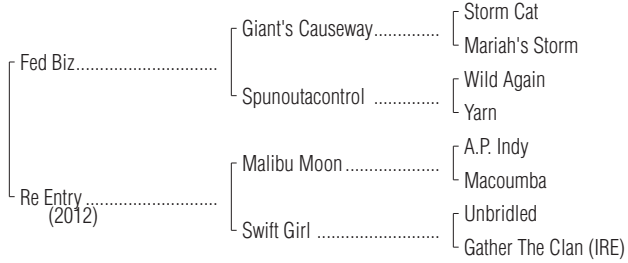 Storm Cat
Giant's Causeway..............
Mariah's Storm
Fed Biz..............................
Wild Again
Spunoutacontrol ..............
Yarn
A.P. Indy
Malibu Moon....................
Macoumba
Re Entry ............................
(2012)
Unbridled
Swift Girl ..........................
Gather The Clan (IRE)